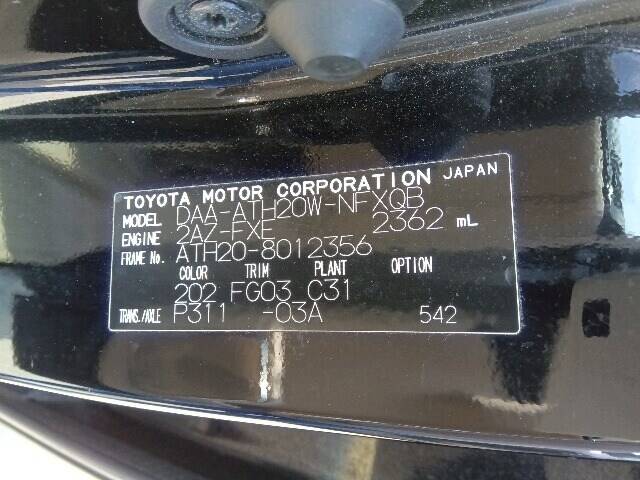 TOYOTA MOTOR CORPORATION JAPAN
MODEL DAA-ATH20W-NFXQB
ENGINE 2AZ-FXE 2362 mL
FRAME No. ATH20-8012356
COLOR TRIM PLANT OPTION
202 FG03 C31
TRANS./AXLE P311 -03A 542